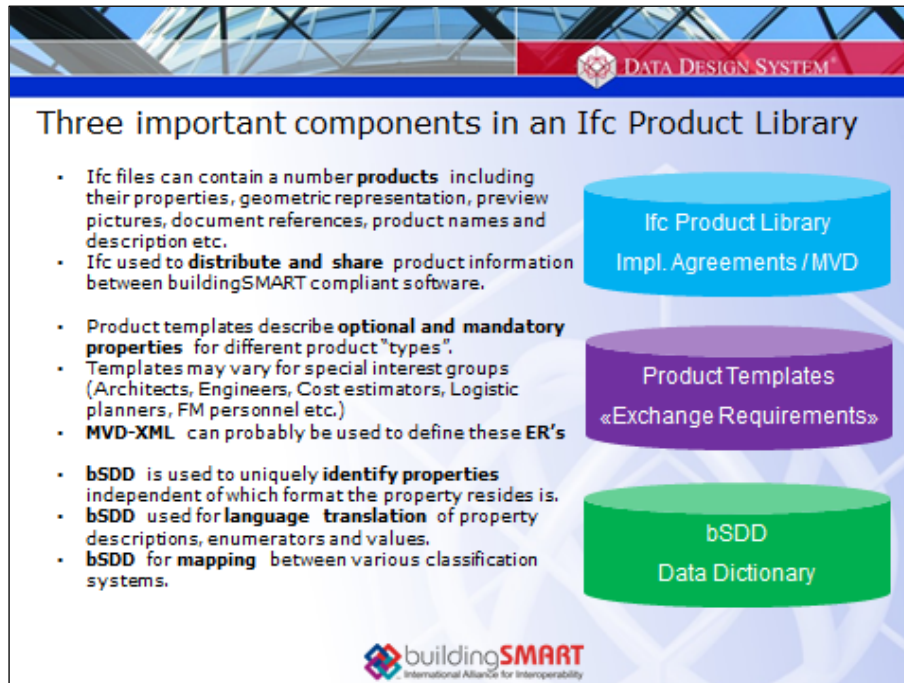 DATA DESIGN SYSTEM®
Three important components in an Ifc Product Library
▪ Ifc files can contain a number products including
their properties, geometric representation, preview
pictures, document references, product names and
description etc.
▪ Ifc used to distribute and share product information
between buildingSMART compliant software.
▪ Product templates describe optional and mandatory
properties for different product “types”.
▪ Templates may vary for special interest groups
(Architects, Engineers, Cost estimators, Logistic
planners, FM personnel etc.)
▪ MVD-XML can probably be used to define these ER’s
▪ bSDD is used to uniquely identify properties
independent of which format the property resides is.
▪ bSDD used for language translation of property
descriptions, enumerators and values.
▪ bSDD for mapping between various classification
systems.
Ifc Product Library
Impl. Agreements / MVD
Product Templates
«Exchange Requirements»
bSDD
Data Dictionary
buildingSMART
International Alliance for Interoperability